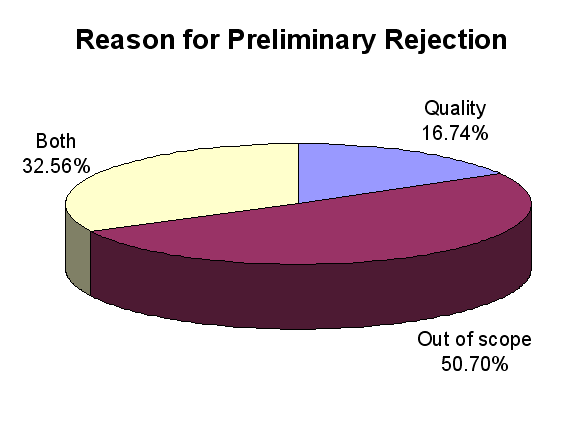 Reason for Preliminary Rejection
Quality
16.74%
Both
32.56%
Out of scope
50.70%